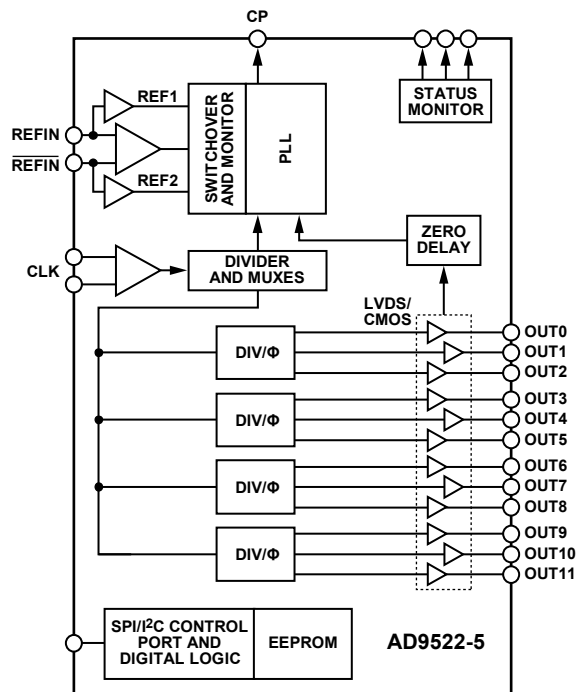 CP
STATUS
MONITOR
REF1
REFIN
REFIN
REF2
SWITCHOVER
AND MONITOR
PLL
ZERO
DELAY
CLK
DIVIDER
AND MUXES
LVDS/
CMOS
DIV/Φ
OUT0
OUT1
OUT2
DIV/Φ
OUT3
OUT4
OUT5
DIV/Φ
OUT6
OUT7
OUT8
DIV/Φ
OUT9
OUT10
OUT11
SPI/I²C CONTROL
PORT AND
DIGITAL LOGIC
EEPROM
AD9522-5